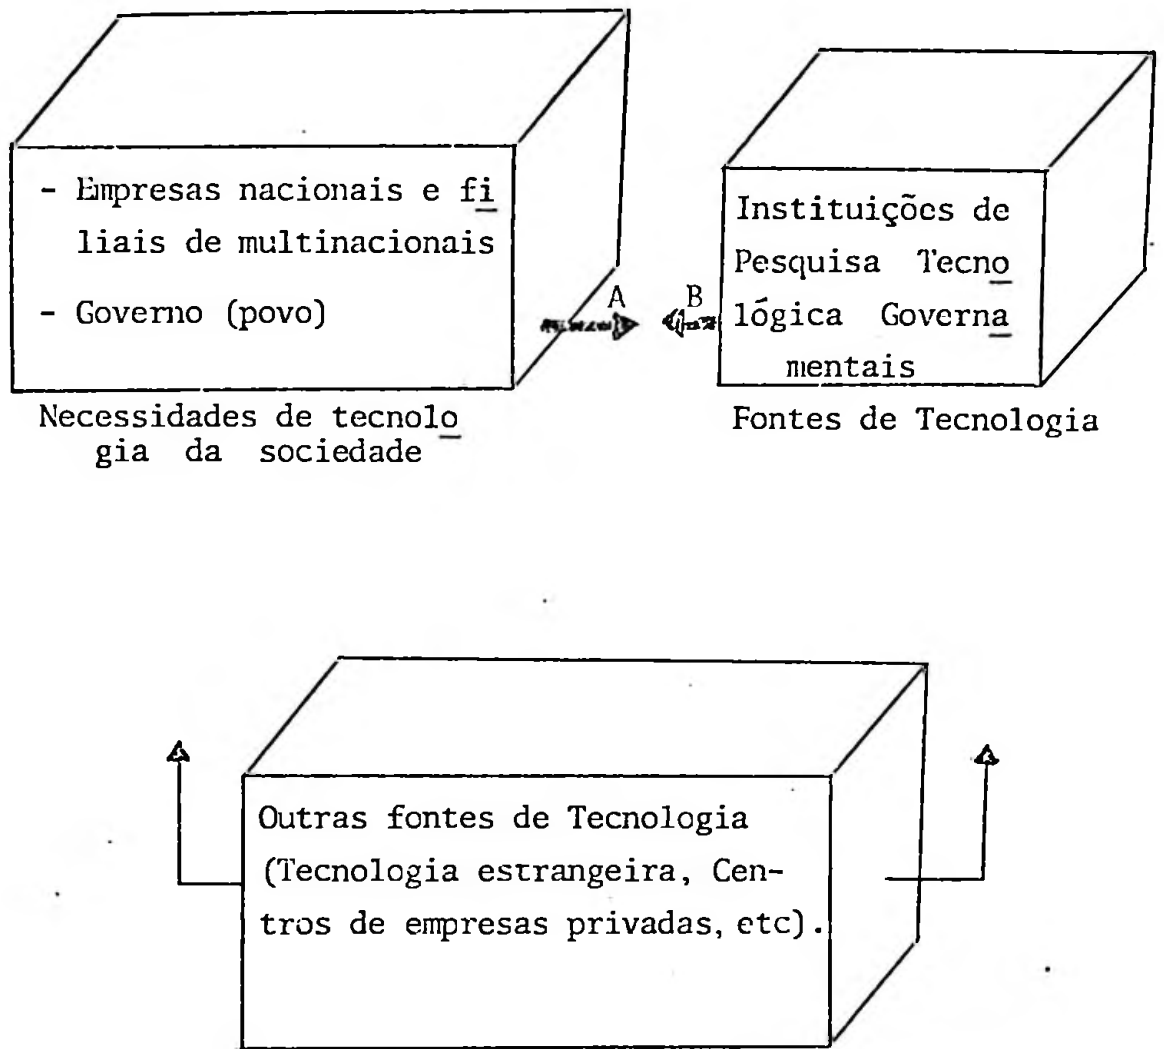 - Empresas nacionais e fi
liais de multinacionais
- Governo (povo)
Necessidades de tecnolo
gia da sociedade
A
B
Instituições de
Pesquisa Tecno
lógica Governa
mentais
Fontes de Tecnologia
Outras fontes de Tecnologia
(Tecnologia estrangeira, Cen-
tros de empresas privadas, etc).